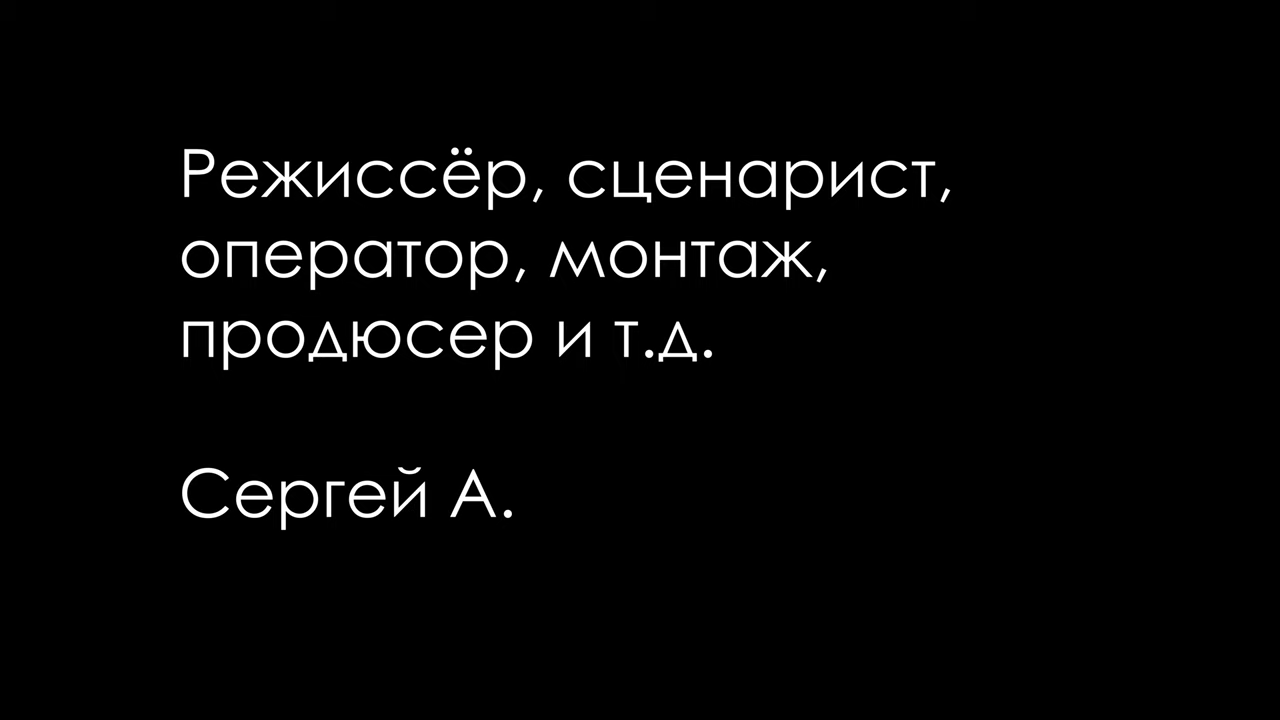 Режиссёр, сценарист,
оператор, монтаж,
продюсер и т.д.
Сергей А.